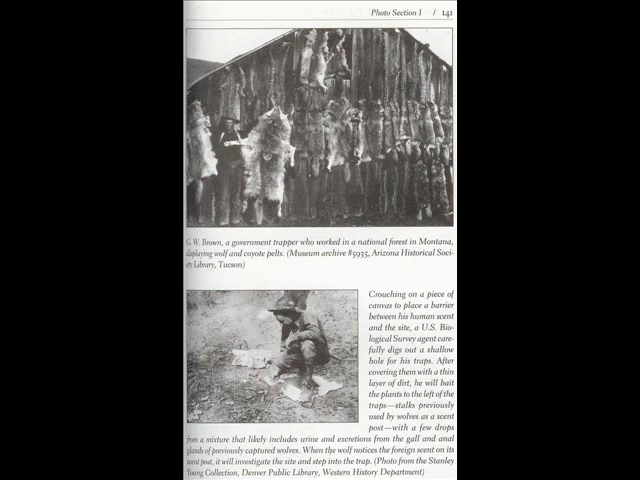 Photo Section I / 141
G. W. Brown, a government trapper who worked in a national forest in Montana,
displaying wolf and coyote pelts. (Museum archive #5935, Arizona Historical Soci-
ety Library, Tucson)
Crouching on a piece of
canvas to place a barrier
between his human scent
and the site, a U.S. Bio-
logical Survey agent care-
fully digs out a shallow
hole for his traps. After
covering them with a thin
layer of dirt, he will bait
the plants to the left of the
traps—stalks previously
used by wolves as a scent
post—with a few drops
from a mixture that likely includes urine and excretions from the gall and anal
glands of previously captured wolves. When the wolf notices the foreign scent on its
scent post, it will investigate the site and step into the trap. (Photo from the Stanley
Young Collection, Denver Public Library, Western History Department)